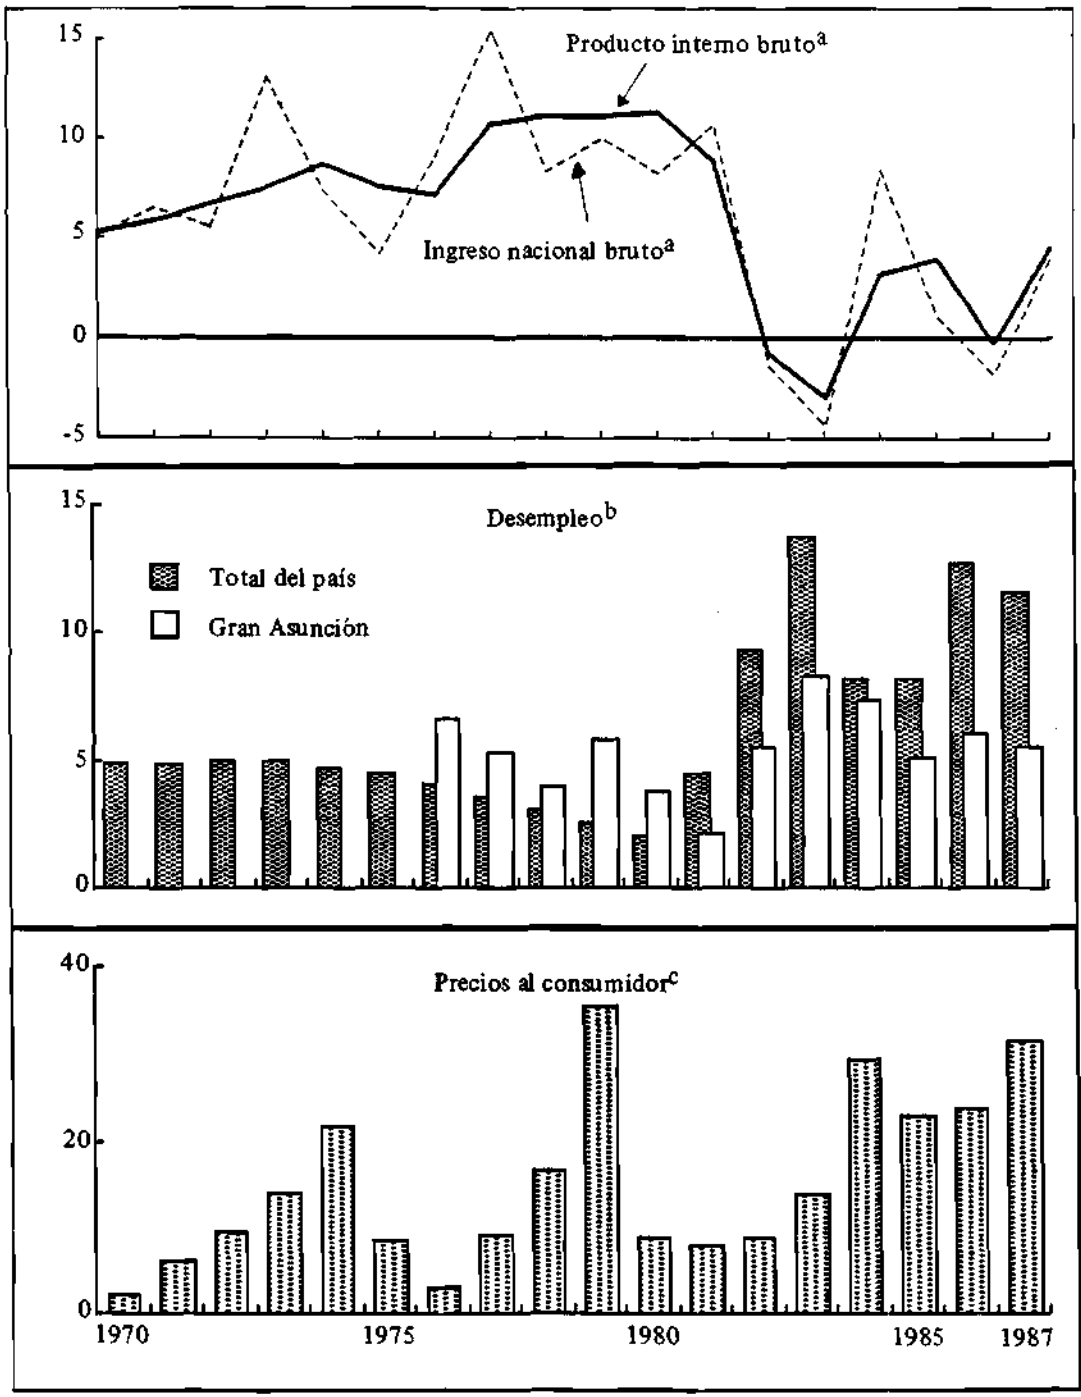 15
Producto interno bruto^a
10
5
Ingreso nacional bruto^a
0
-5
15
Desempleo^b
Total del país
10
Gran Asunción
5
0
40
Precios al consumidor^c
20
0
1970 1975 1980 1985 1987